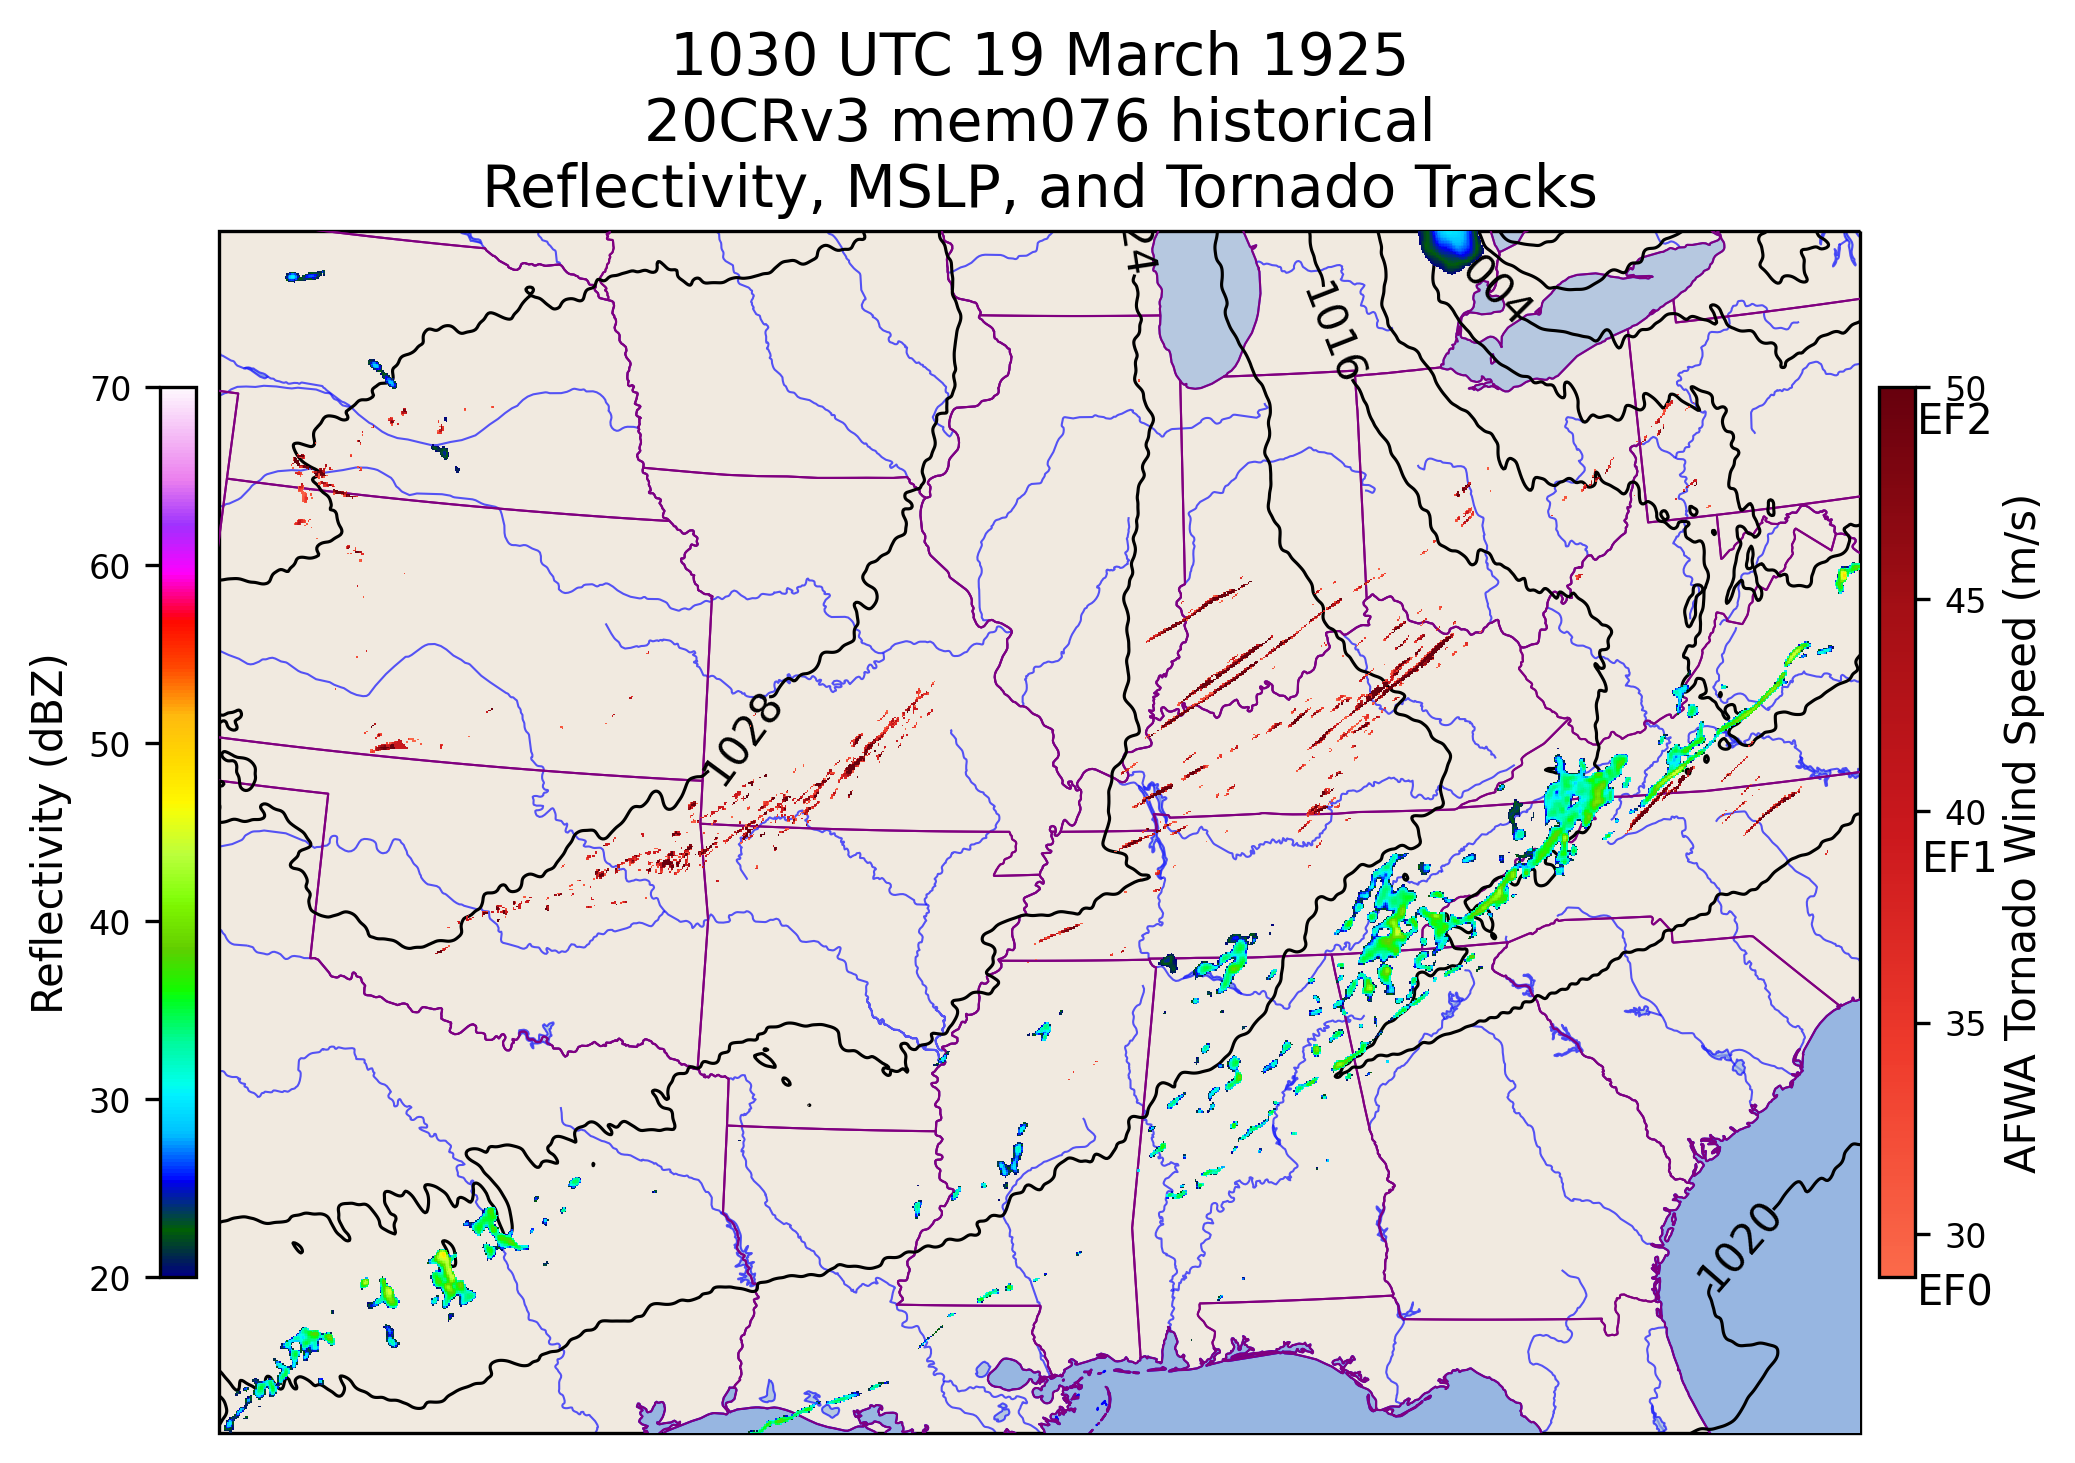 1030 UTC 19 March 1925
20CRv3 mem076 historical
Reflectivity, MSLP, and Tornado Tracks
70
60
50
40
30
20
Reflectivity (dBZ)
24
1016
004
1028
1020
50
EF2
45
40
EF1
35
30
EF0
AFWA Tornado Wind Speed (m/s)